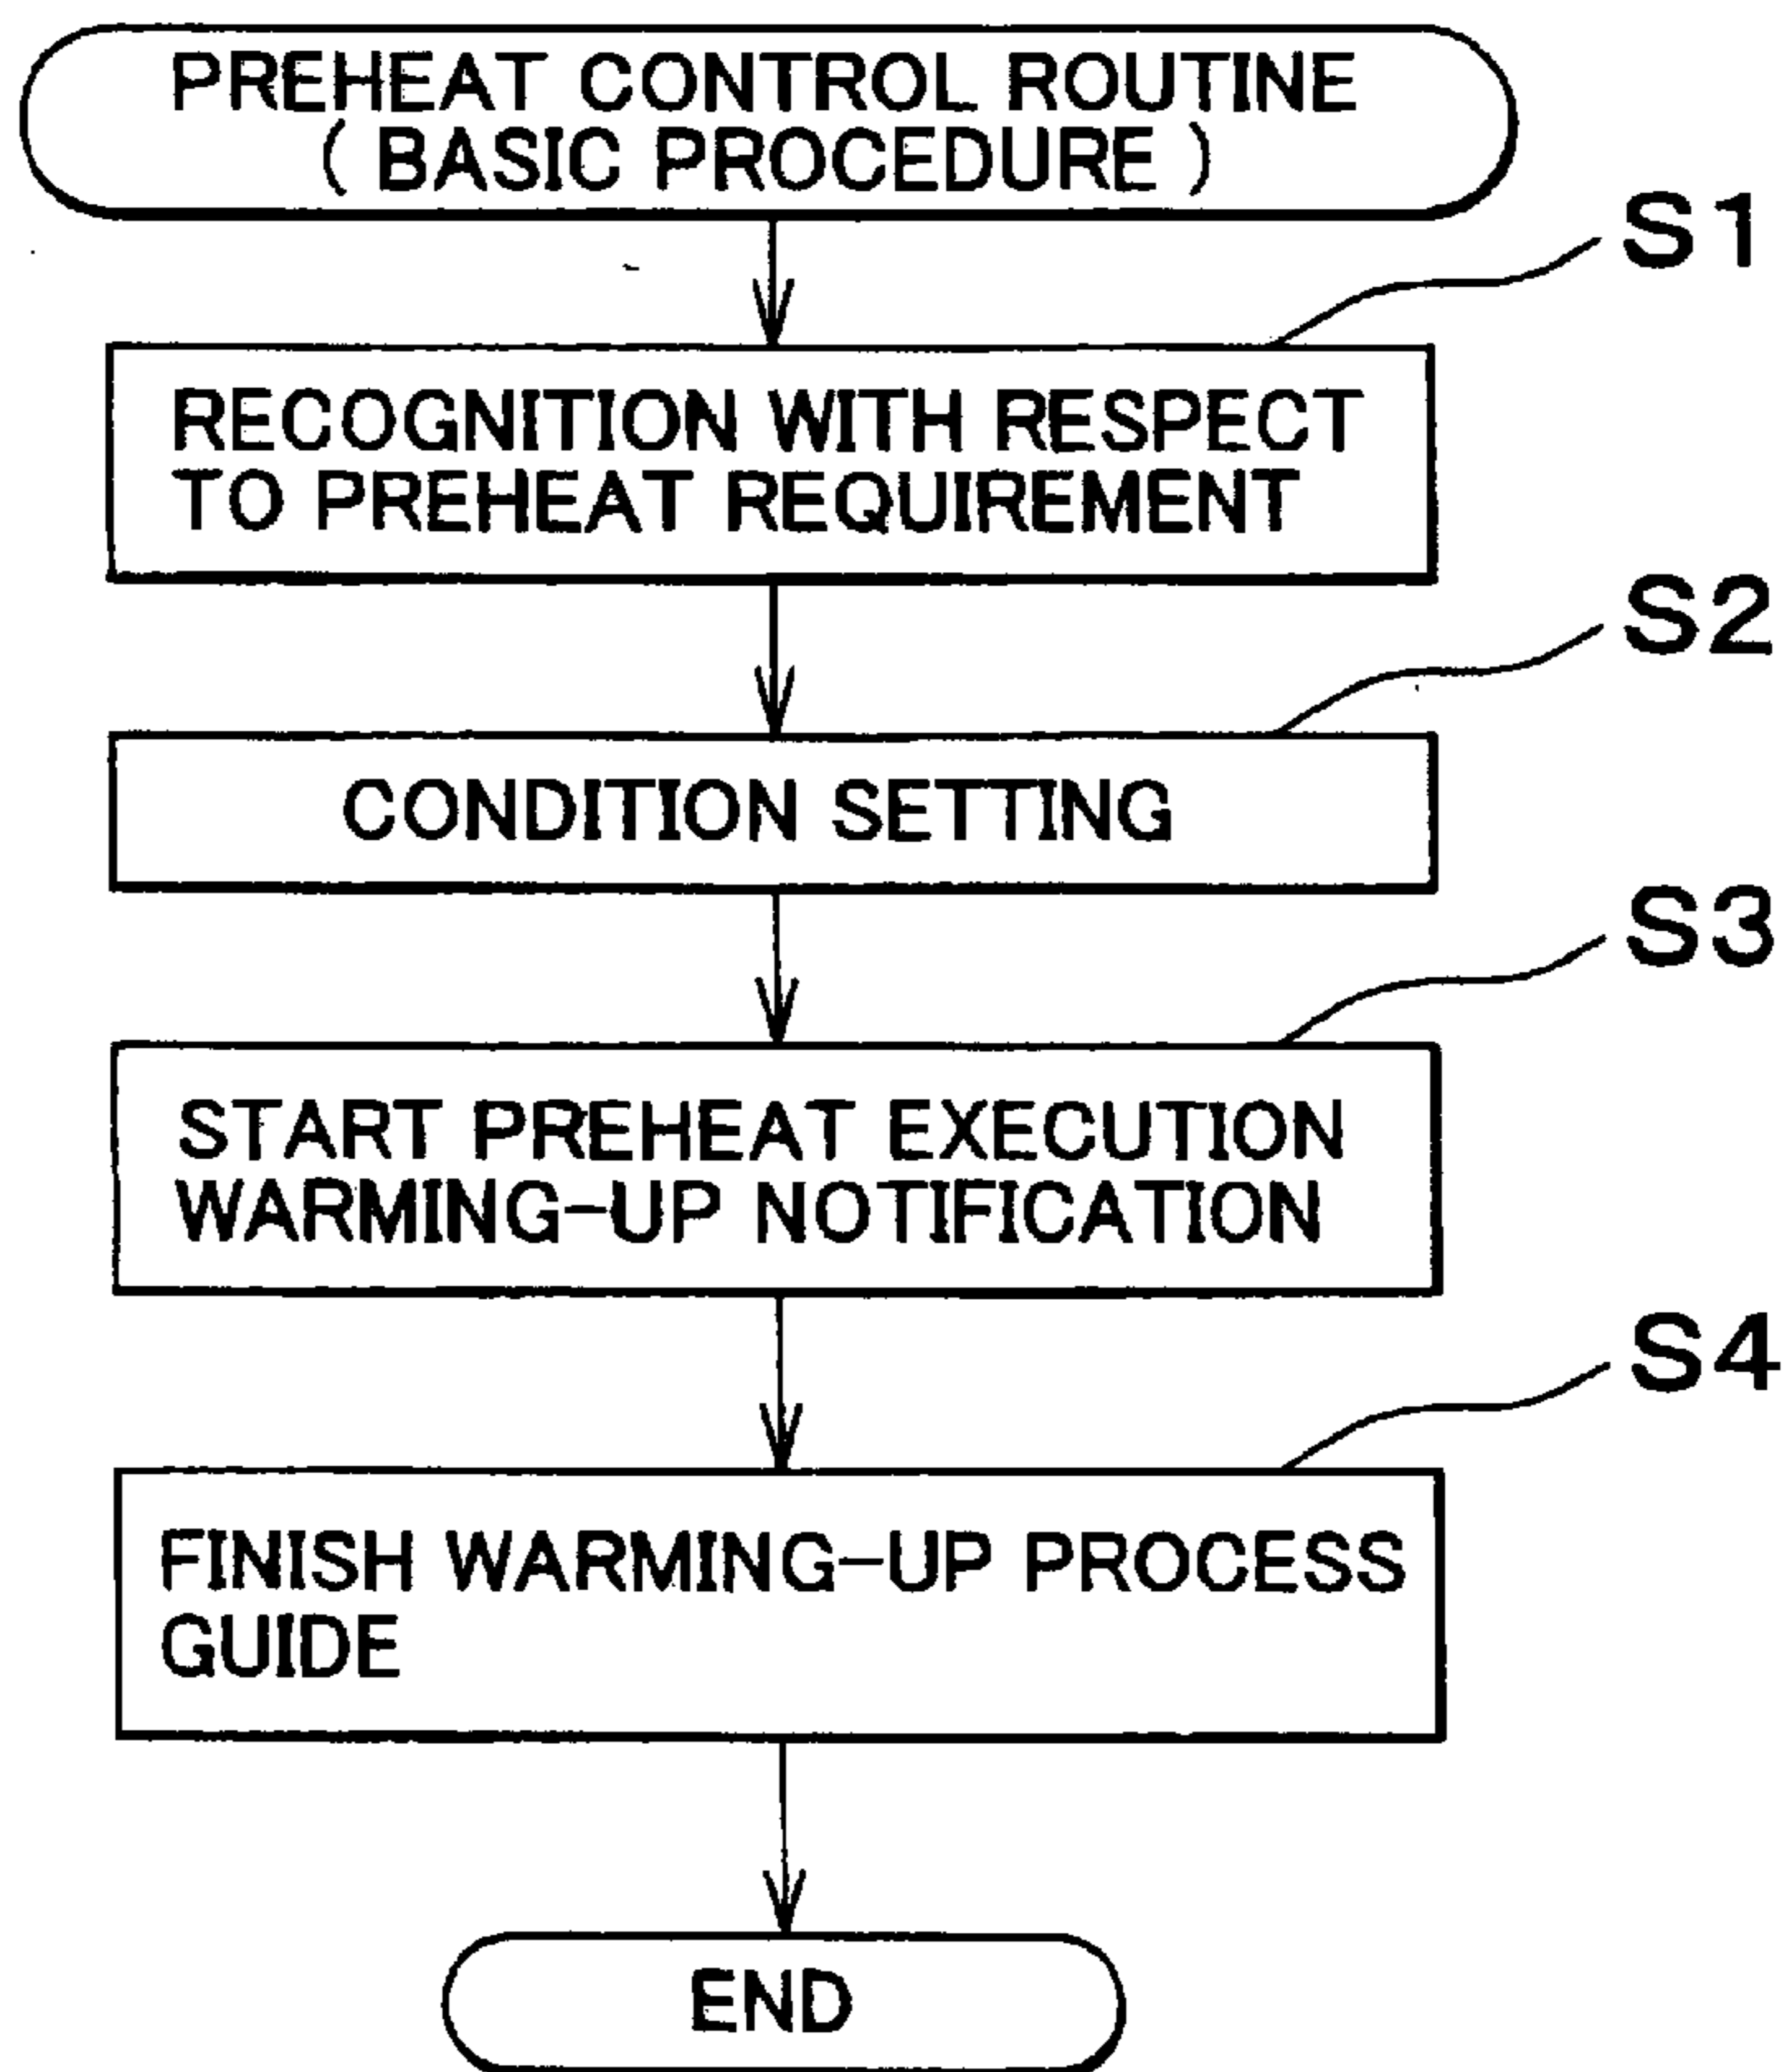 PREHEAT CONTROL ROUTINE
( BASIC PROCEDURE )
S1
RECOGNITION WITH RESPECT
TO PREHEAT REQUIREMENT
S2
CONDITION SETTING
S3
START PREHEAT EXECUTION
WARMING-UP NOTIFICATION
S4
FINISH WARMING-UP PROCESS
GUIDE
END